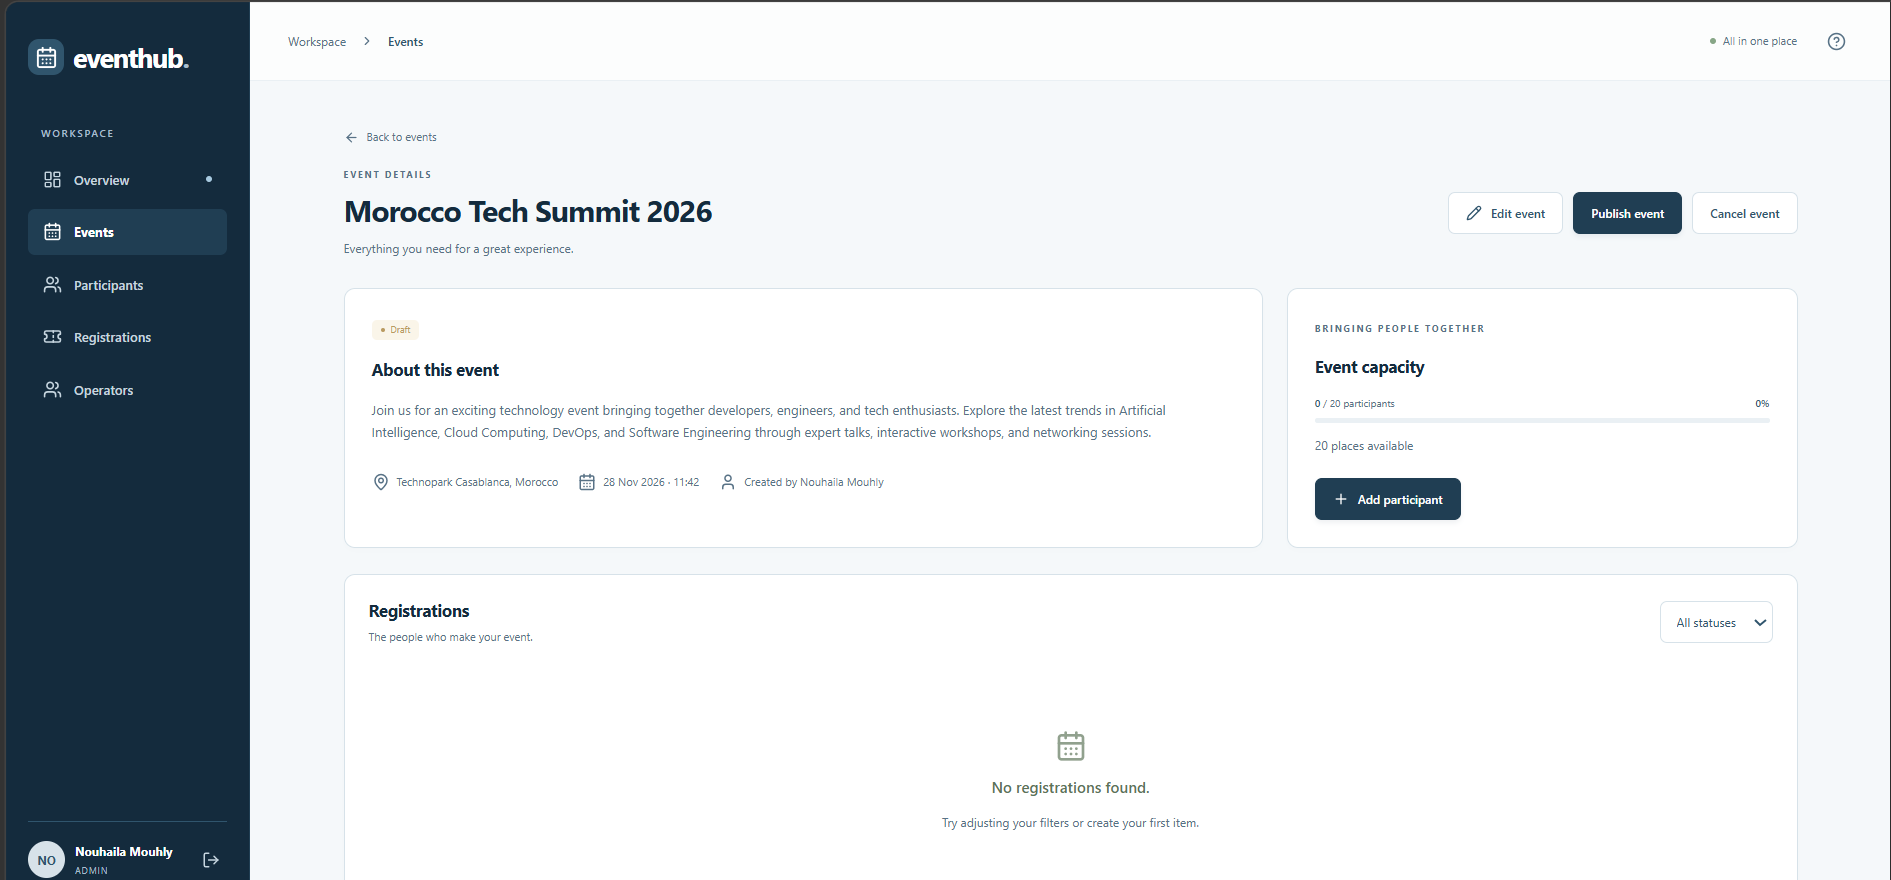 eventhub.
WORKSPACE
Overview
Events
Participants
Registrations
Operators
NO
Nouhaila Mouhly
ADMIN
Workspace > Events
All in one place
?
Back to events
EVENT DETAILS
Morocco Tech Summit 2026
Everything you need for a great experience.
Edit event
Publish event
Cancel event
Draft
About this event
Join us for an exciting technology event bringing together developers, engineers, and tech enthusiasts. Explore the latest trends in Artificial
Intelligence, Cloud Computing, DevOps, and Software Engineering through expert talks, interactive workshops, and networking sessions.
Technopark Casablanca, Morocco
28 Nov 2026 · 11:42
Created by Nouhaila Mouhly
BRINGING PEOPLE TOGETHER
Event capacity
0 / 20 participants
0%
20 places available
+ Add participant
Registrations
The people who make your event.
All statuses
No registrations found.
Try adjusting your filters or create your first item.